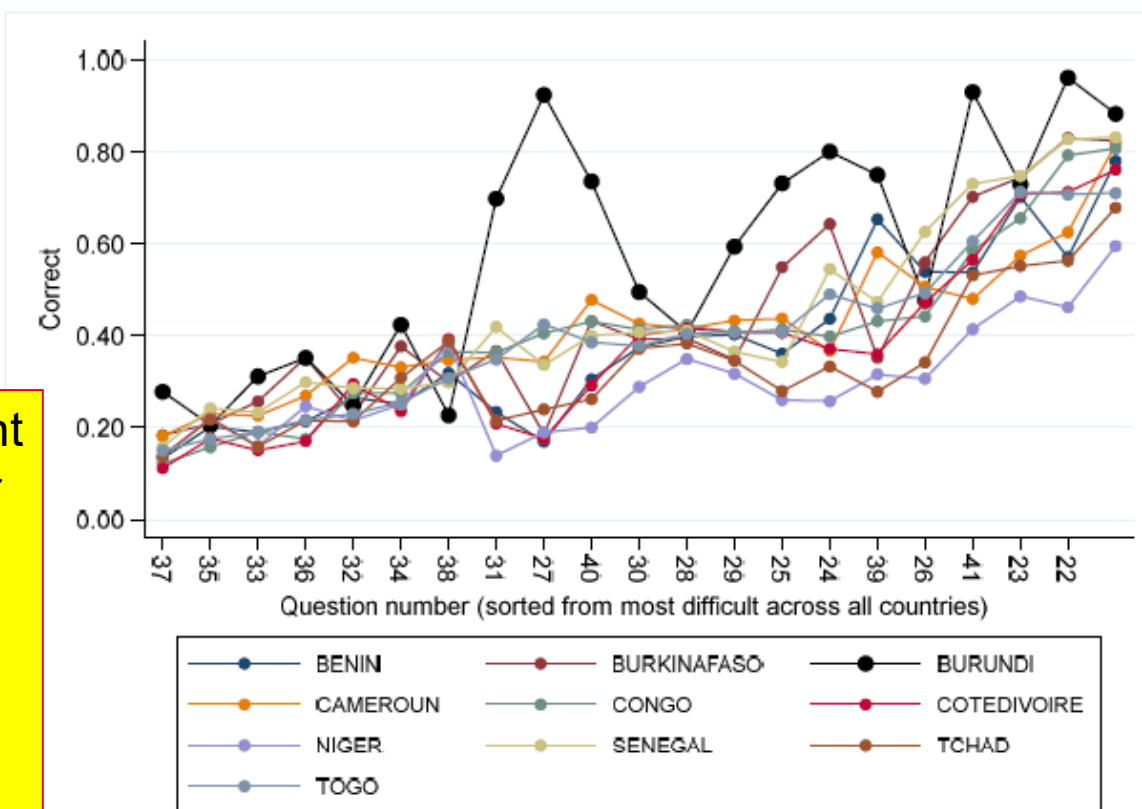 1.00
0.80
0.60
0.40
0.20
0.00
Correct
nt
37 35 33 36 32 34 38 31 27 40 30 28 29 25 24 39 26 41 23 22
Question number (sorted from most difficult across all countries)
BENIN BURKINAFASO BURUNDI
CAMEROUN CONGO COTEDIVOIRE
NIGER SENEGAL TCHAD
TOGO